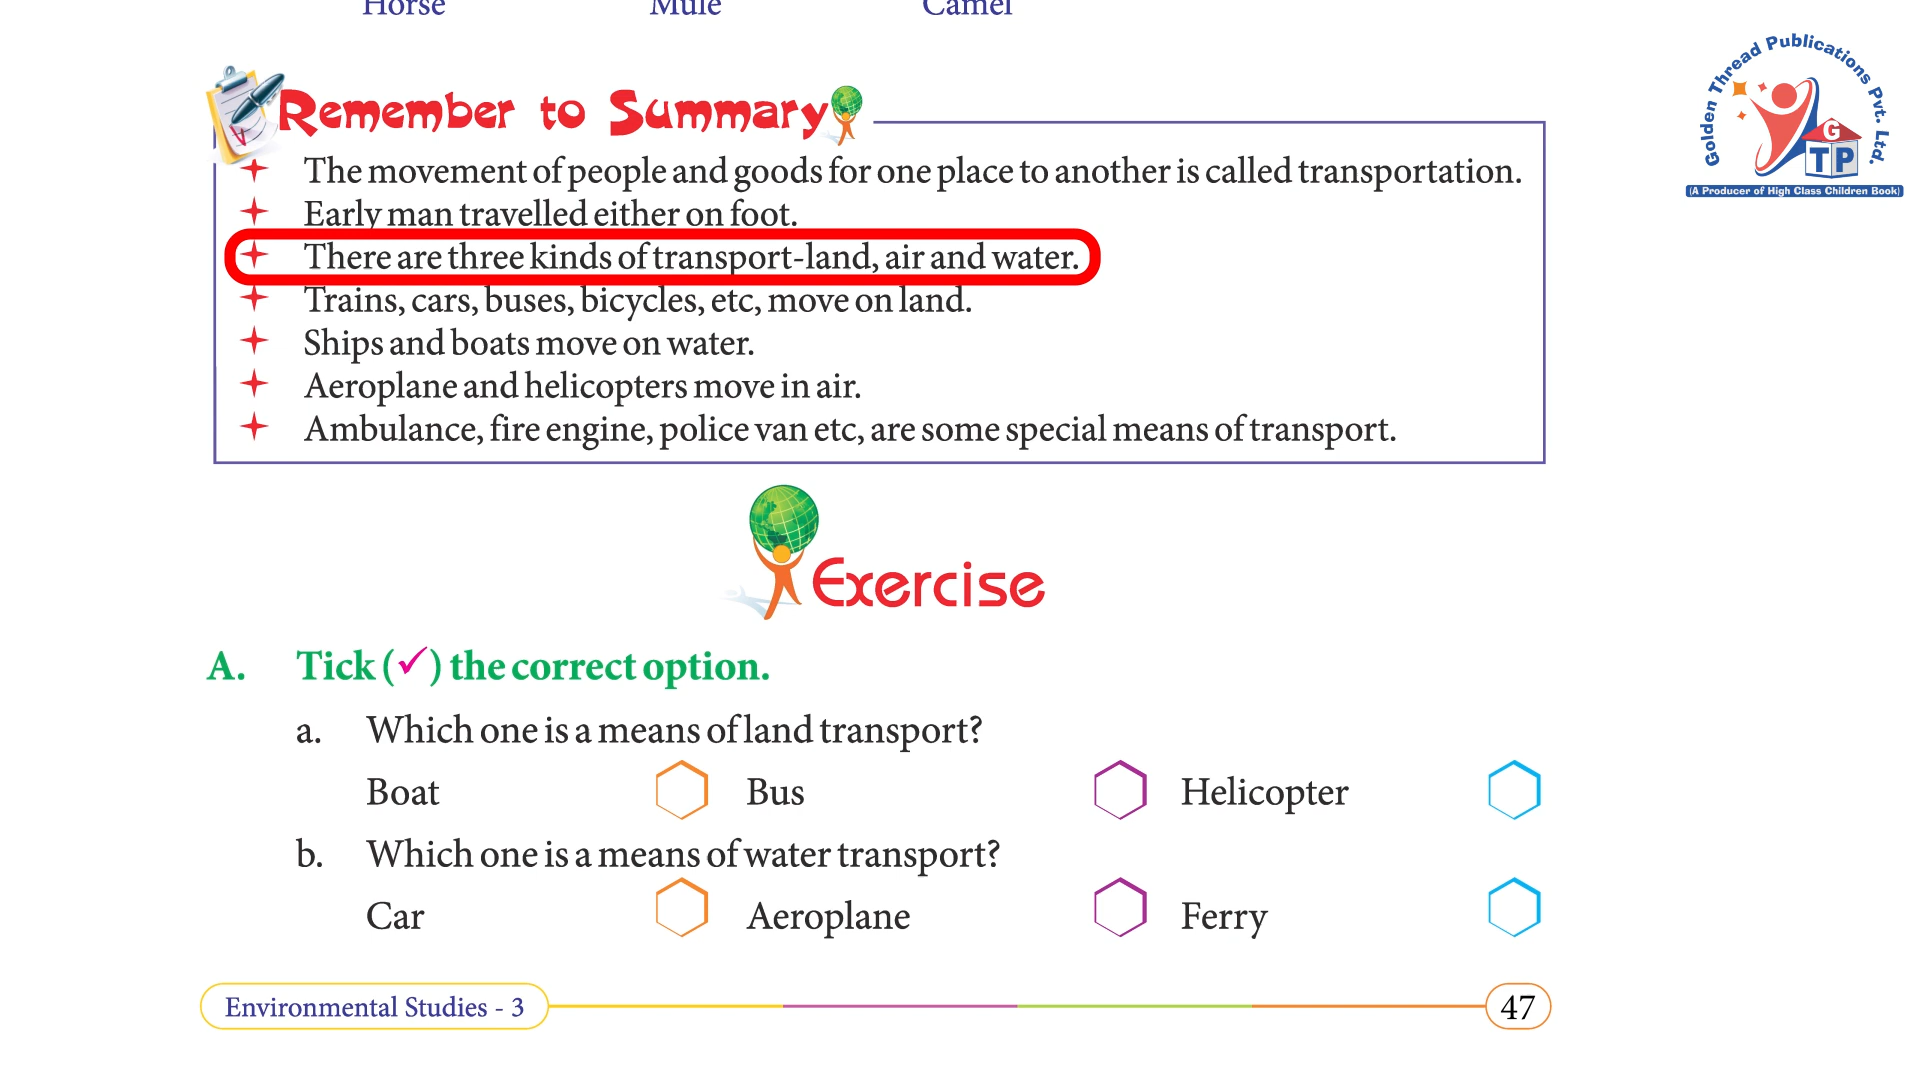 Horse Mule Camel
Golden Thread Publications Pvt. Ltd.
G
TP
(A Producer of High Class Children Book)
Remember to Summary
The movement of people and goods for one place to another is called transportation.
Early man travelled either on foot.
There are three kinds of transport-land, air and water.
Trains, cars, buses, bicycles, etc, move on land.
Ships and boats move on water.
Aeroplane and helicopters move in air.
Ambulance, fire engine, police van etc, are some special means of transport.
Exercise
A. Tick (✓) the correct option.
a. Which one is a means of land transport?
Boat Bus Helicopter
b. Which one is a means of water transport?
Car Aeroplane Ferry
Environmental Studies - 3 47